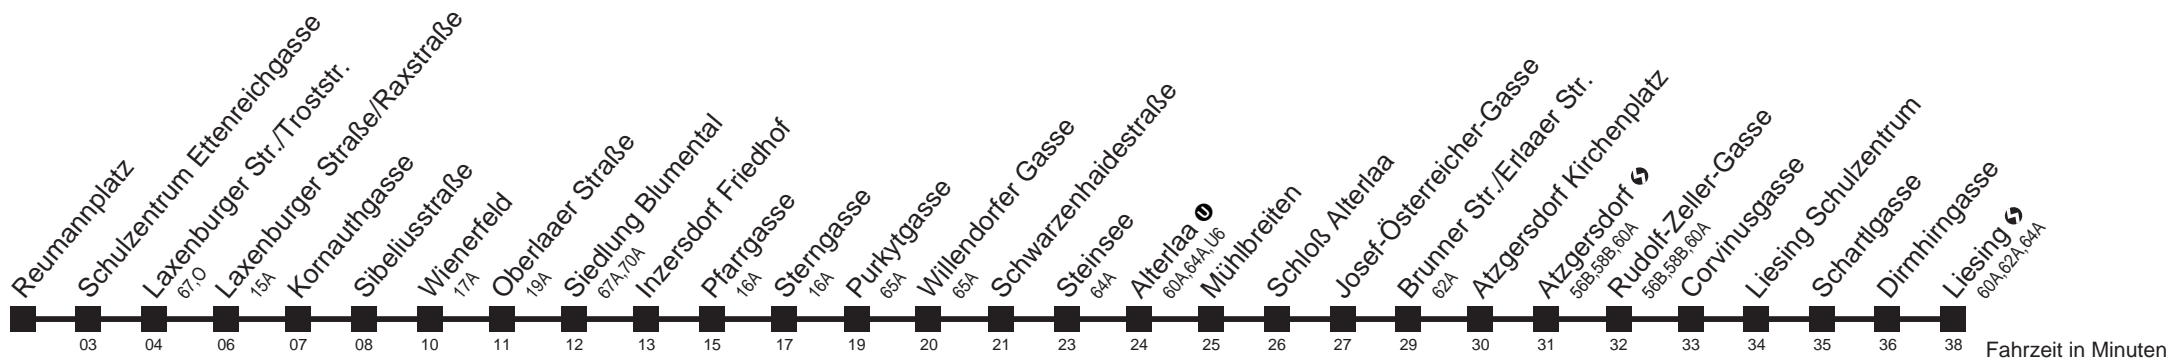 Reumannplatz
Schulzentrum Ettenreichgasse
Laxenburger Str./Troststr.
67,O
Laxenburger Straße/Raxstraße
15A
Kornauthgasse
Sibeliusstraße
Wienerfeld
17A
Oberlaaer Straße
19A
Siedlung Blumental
67A,70A
Inzersdorf Friedhof
Pfarrgasse
16A
Sterngasse
16A
Purkytgasse
65A
Willendorfer Gasse
65A
Schwarzenhaidestraße
Steinsee
64A
Alterlaa U
60A,64A,U6
Mühlbreiten
Schloß Alterlaa
Josef-Österreicher-Gasse
Brunner Str./Erlaaer Str.
62A
Atzgersdorf Kirchenplatz
Atzgersdorf
56B,58B,60A
Rudolf-Zeller-Gasse
56B,58B,60A
Corvinusgasse
Liesing Schulzentrum
Schartlgasse
Dirmhirngasse
Liesing
60A,62A,64A
03 04 06 07 08 10 11 12 13 15 17 19 20 21 23 24 25 26 27 29 30 31 32 33 34 35 36 38 Fahrzeit in Minuten